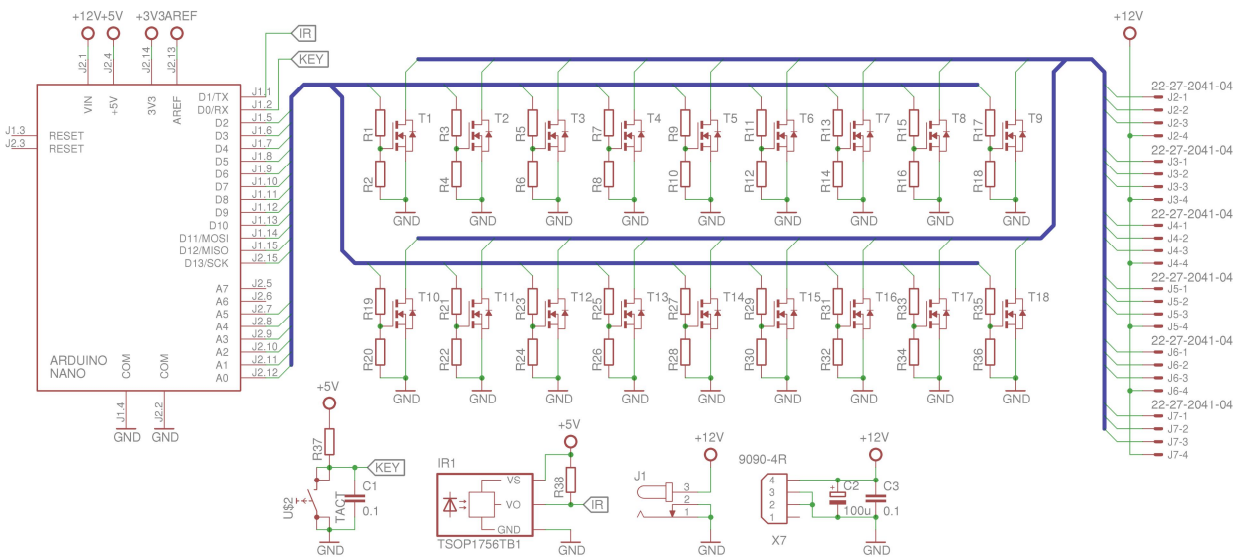 +12V +5V +3V3 AREF
J2.1 J2.4 J2.14 J2.13
VIN +5V 3V3 AREF
IR
KEY
J1.3 RESET
J2.3 RESET
D1/TX J1.1
D0/RX J1.2
D2 J1.5
D3 J1.6
D4 J1.7
D5 J1.8
D6 J1.9
D7 J1.10
D8 J1.11
D9 J1.12
D10 J1.13
D11/MOSI J1.14
D12/MISO J1.15
D13/SCK J2.15
A7 J2.5
A6 J2.6
A5 J2.7
A4 J2.8
A3 J2.9
A2 J2.10
A1 J2.11
A0 J2.12
ARDUINO
NANO
COM COM
J1.4 J2.2
GND GND
R1 T1 R3 T2 R5 T3 R7 T4 R9 T5 R11 T6 R13 T7 R15 T8 R17 T9
R2 R4 R6 R8 R10 R12 R14 R16 R18
GND GND GND GND GND GND GND GND GND
R19 T10 R21 T11 R23 T12 R25 T13 R27 T14 R29 T15 R31 T16 R33 T17 R35 T18
R20 R22 R24 R26 R28 R30 R32 R34 R36
GND GND GND GND GND GND GND GND GND
+12V
22-27-2041-04
J2-1
J2-2
J2-3
J2-4
22-27-2041-04
J3-1
J3-2
J3-3
J3-4
22-27-2041-04
J4-1
J4-2
J4-3
J4-4
22-27-2041-04
J5-1
J5-2
J5-3
J5-4
22-27-2041-04
J6-1
J6-2
J6-3
J6-4
22-27-2041-04
J7-1
J7-2
J7-3
J7-4
+5V
R37
KEY
U$2
TACT
C1
0.1
GND
+5V
IR1
VS
VO
GND
R38
IR
TSOP1756TB1
GND
+12V
J1
3
2
1
GND
+12V
9090-4R
4
3
2
1
X7
+
C2
100u
C3
0.1
GND